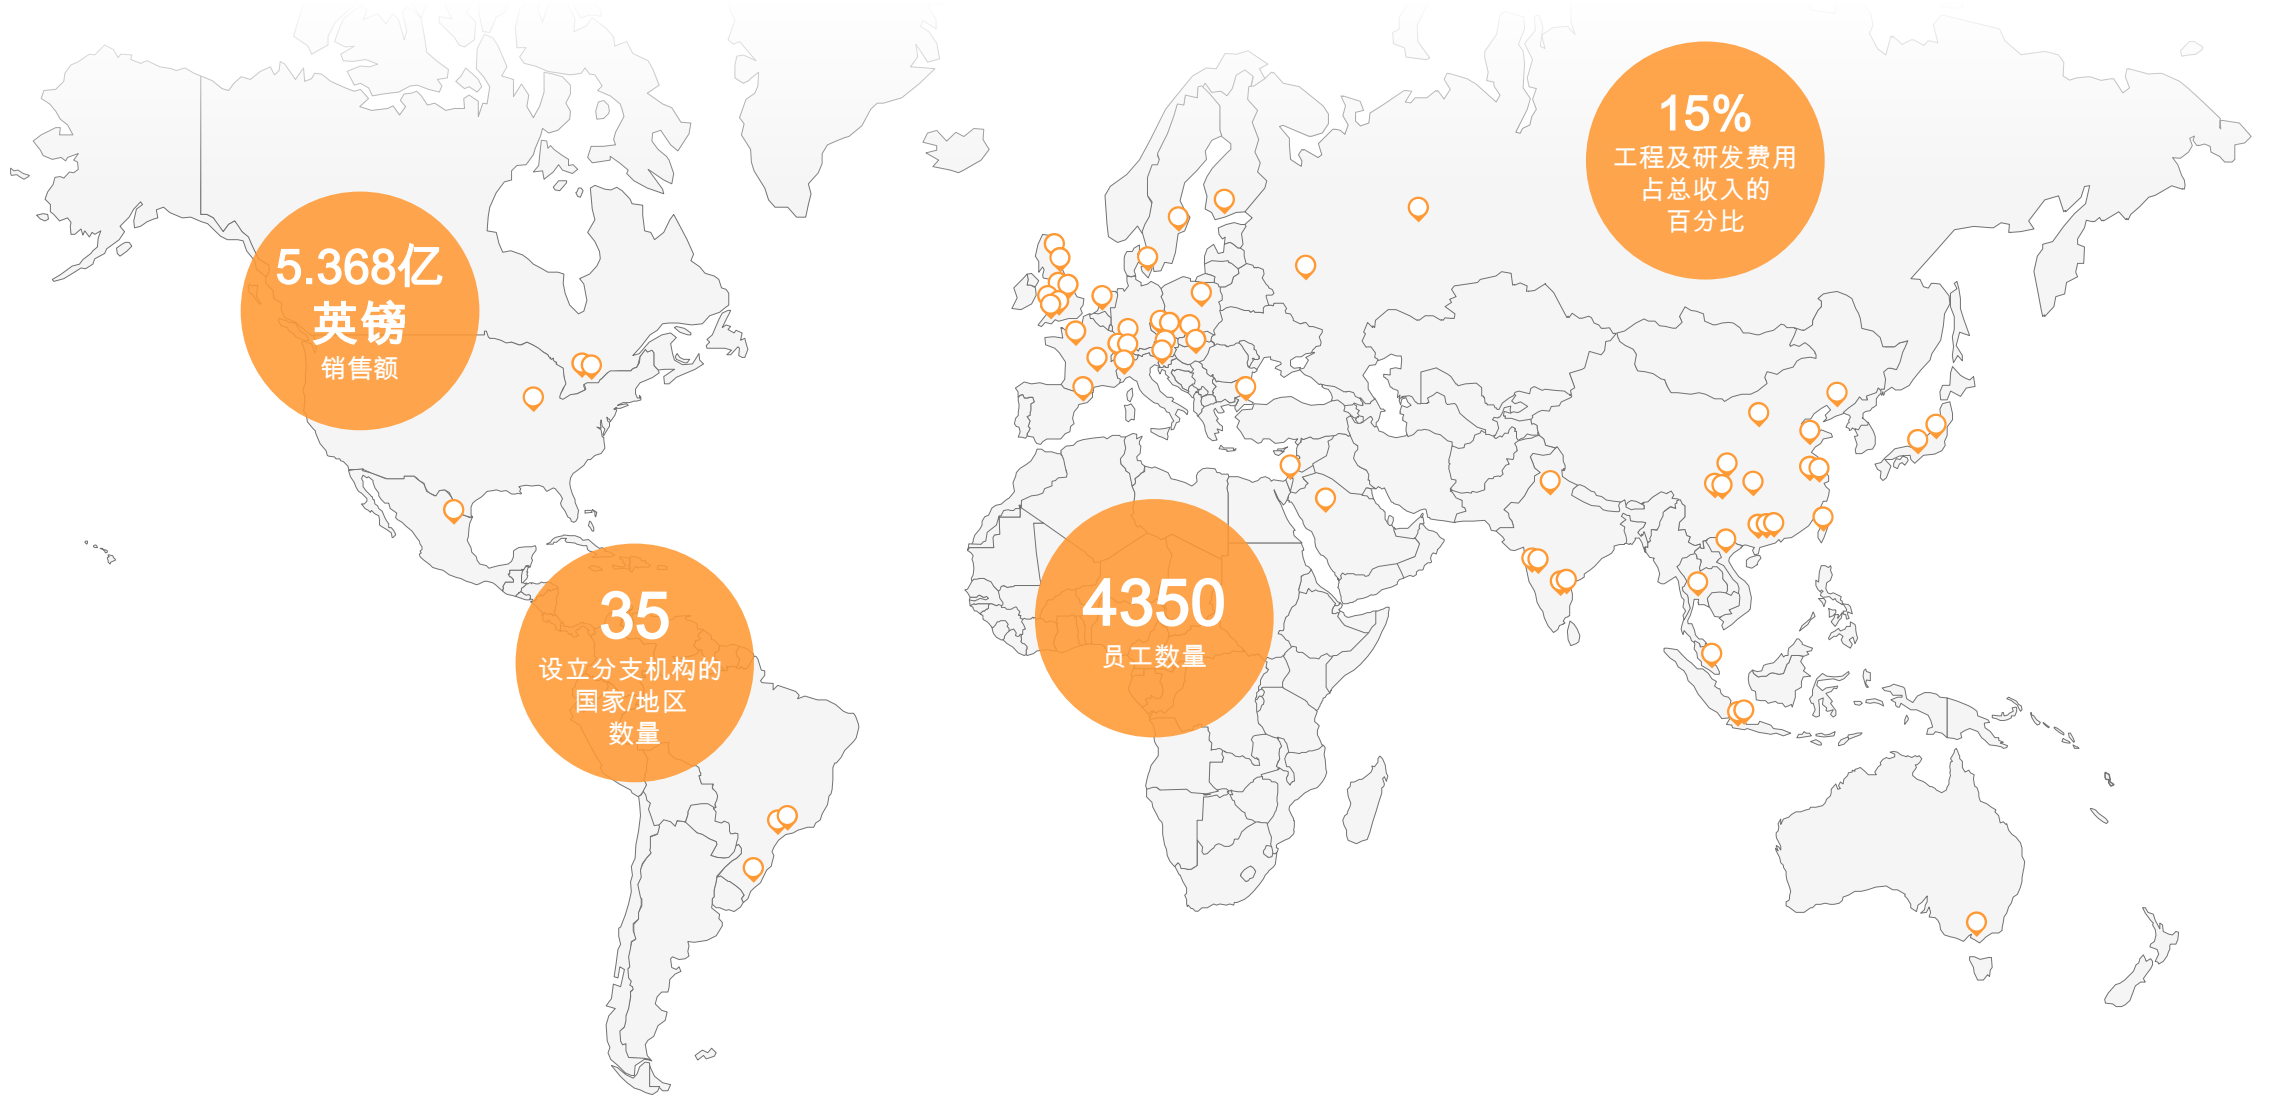 15%
工程及研发费用
占总收入的
百分比
5.368亿
英镑
销售额
35
设立分支机构的
国家/地区
数量
4350
员工数量